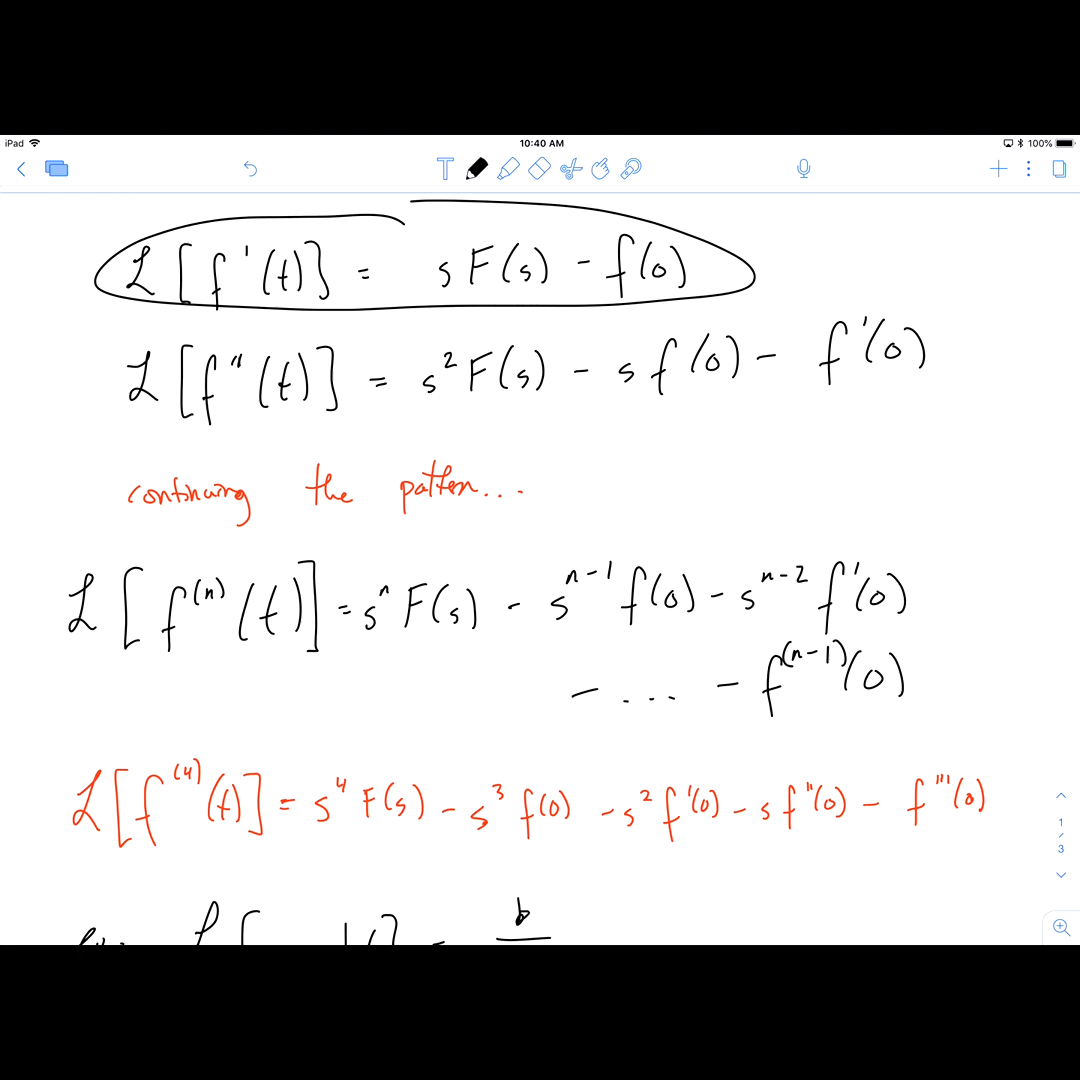 iPad 10:40 AM 100%
T
ℒ[f'(t)] = sF(s) - f(0)
ℒ[f''(t)] = s²F(s) - sf(0) - f'(0)
continuing the pattern...
ℒ[f⁽ⁿ⁾(t)] = sⁿF(s) - sⁿ⁻¹f(0) - sⁿ⁻²f'(0)
- ... - f⁽ⁿ⁻¹⁾(0)
ℒ[f⁽⁴⁾(t)] = s⁴F(s) - s³f(0) - s²f'(0) - sf''(0) - f'''(0)
1
/
3
b